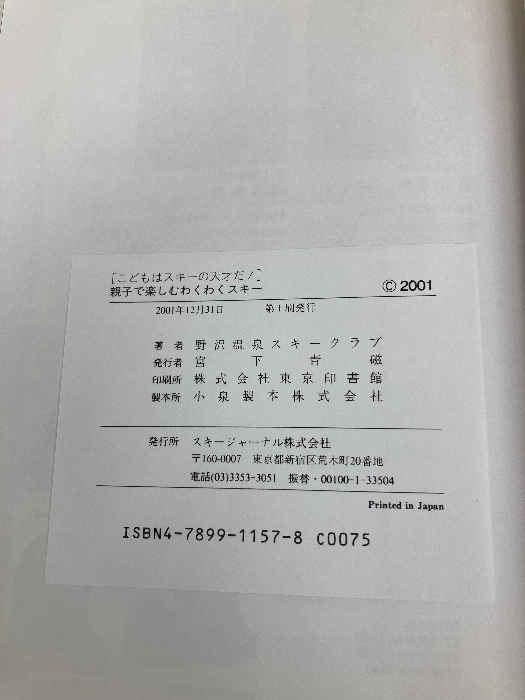 [こどもはスキーの天才だ!]
親子で楽しむわくわくスキー
© 2001
2001年12月31日 第1刷発行
著者 野沢温泉スキークラブ
発行者 宮下青磁
印刷所 株式会社東京印書館
製本所 小泉製本株式会社
発行所 スキージャーナル株式会社
〒160-0007 東京都新宿区荒木町20番地
電話(03)3353-3051 振替・00100-1-33504
Printed in Japan
ISBN4-7899-1157-8 C0075